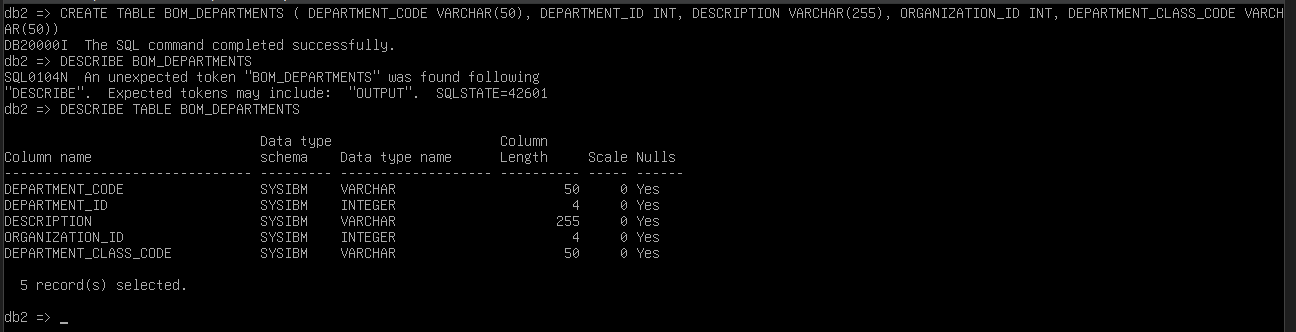 db2 => CREATE TABLE BOM_DEPARTMENTS ( DEPARTMENT_CODE VARCHAR(50), DEPARTMENT_ID INT, DESCRIPTION VARCHAR(255), ORGANIZATION_ID INT, DEPARTMENT_CLASS_CODE VARCH
AR(50))
DB20000I  The SQL command completed successfully.
db2 => DESCRIBE BOM_DEPARTMENTS
SQL0104N  An unexpected token "BOM_DEPARTMENTS" was found following
"DESCRIBE".  Expected tokens may include:  "OUTPUT".  SQLSTATE=42601
db2 => DESCRIBE TABLE BOM_DEPARTMENTS

                                Data type                     Column
Column name                     schema    Data type name      Length     Scale Nulls
------------------------------- --------- ------------------- ---------- ----- ------
DEPARTMENT_CODE                 SYSIBM    VARCHAR                     50     0 Yes
DEPARTMENT_ID                   SYSIBM    INTEGER                      4     0 Yes
DESCRIPTION                     SYSIBM    VARCHAR                    255     0 Yes
ORGANIZATION_ID                 SYSIBM    INTEGER                      4     0 Yes
DEPARTMENT_CLASS_CODE           SYSIBM    VARCHAR                     50     0 Yes

  5 record(s) selected.

db2 => _